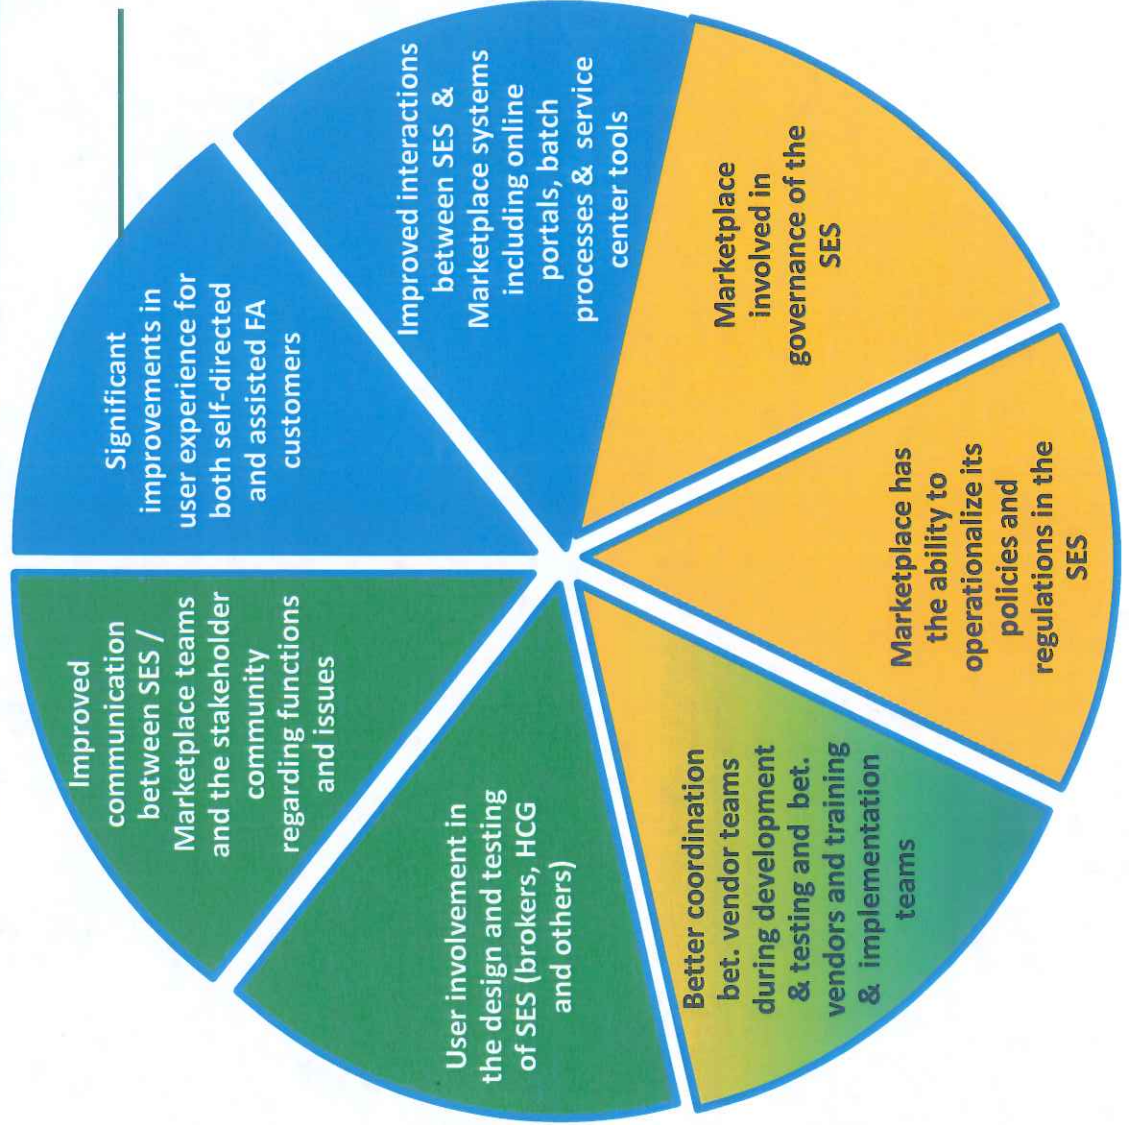 Improved
communication
between SES /
Marketplace teams
and the stakeholder
community
regarding functions
and issues
Significant
improvements in
user experience for
both self-directed
and assisted FA
customers
Improved interactions
between SES &
Marketplace systems
including online
portals, batch
processes & service
center tools
Marketplace
involved in
governance of the
SES
Marketplace has
the ability to
operationalize its
policies and
regulations in the
SES
Better coordination
bet. vendor teams
during development
& testing and bet.
vendors and training
& implementation
teams
User involvement in
the design and testing
of SES (brokers, HCG
and others)